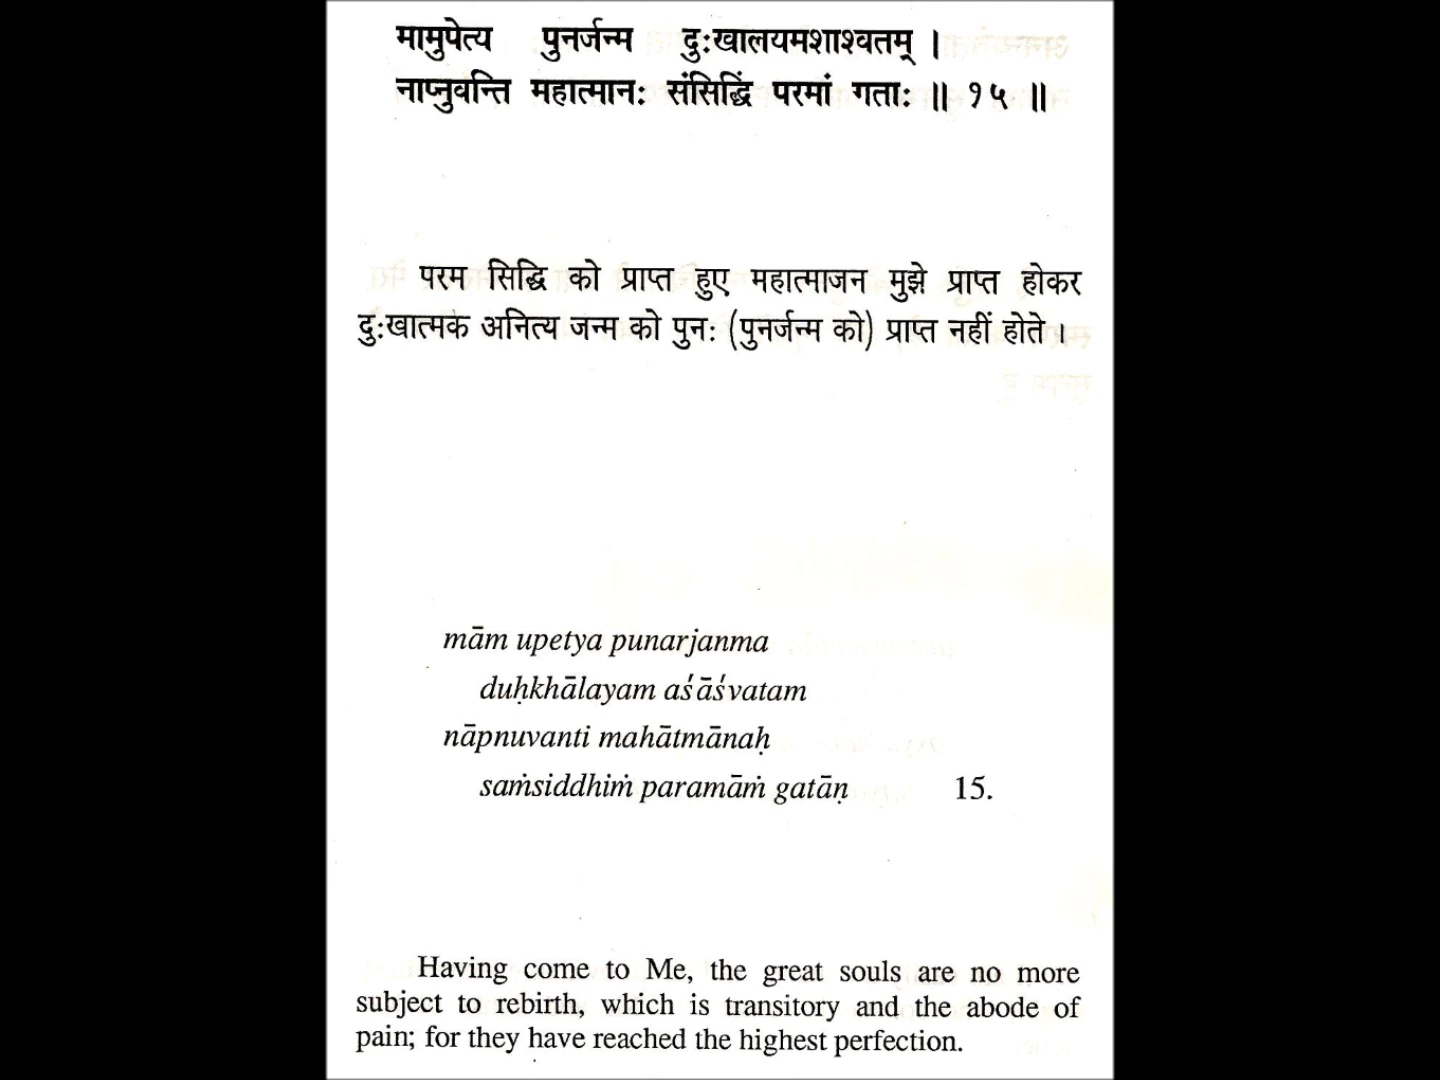 मामुपेत्य पुनर्जन्म दुःखालयमशाश्वतम् ।
नाप्नुवन्ति महात्मानः संसिद्धिं परमां गताः ॥ १५ ॥
परम सिद्धि को प्राप्त हुए महात्माजन मुझे प्राप्त होकर
दुःखात्मक अनित्य जन्म को पुनः (पुनर्जन्म को) प्राप्त नहीं होते ।
mām upetya punarjanma
duḥkhālayam aśāśvatam
nāpnuvanti mahātmānaḥ
saṁsiddhiṁ paramāṁ gatāṇ 15.
Having come to Me, the great souls are no more
subject to rebirth, which is transitory and the abode of
pain; for they have reached the highest perfection.